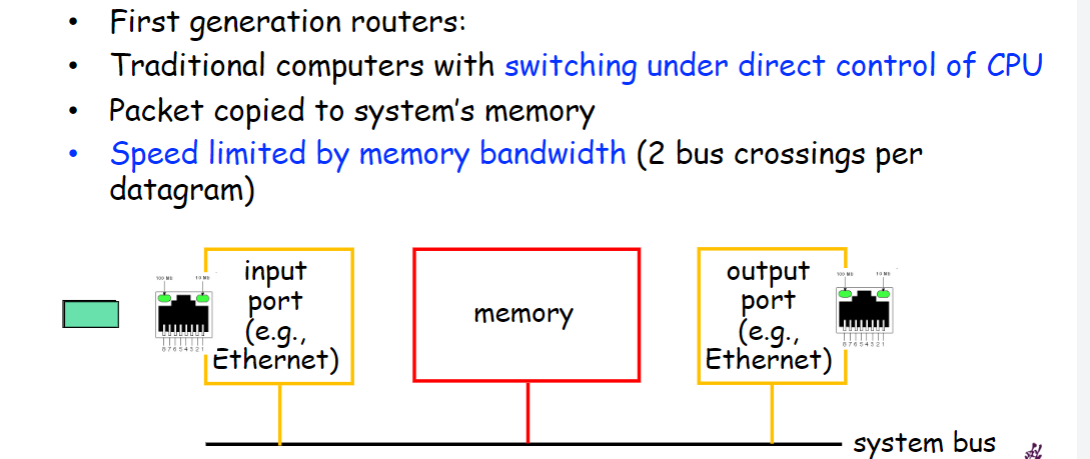 • First generation routers:
• Traditional computers with switching under direct control of CPU
• Packet copied to system's memory
• Speed limited by memory bandwidth (2 bus crossings per
datagram)
100 MB 10 MB
input
port
(e.g.,
Ethernet)
8 7 6 5 4 3 2 1
memory
output
port
(e.g.,
Ethernet)
100 MB 10 MB
8 7 6 5 4 3 2 1
system bus